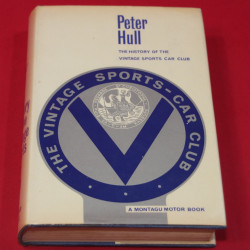 Peter
Hull
THE HISTORY OF THE
VINTAGE SPORTS CAR CLUB
THE VINTAGE SPORTS-CAR CLUB
A MONTAGU MOTOR BOOK